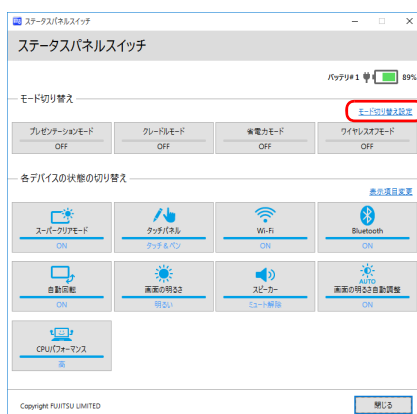 ステータスパネルスイッチ
ステータスパネルスイッチ
バッテリ#1 89%
モード切り替え
モード切り替え設定
プレゼンテーションモード クレードルモード 省電力モード ワイヤレスオフモード
OFF OFF OFF OFF
各デバイスの状態の切り替え
表示項目変更
スーパークリアモード タッチパネル Wi-Fi Bluetooth
ON タッチ&ペン ON ON
AUTO
自動回転 画面の明るさ スピーカー 画面の明るさ自動調整
ON 明るい ミュート解除 ON
CPUパフォーマンス
高
Copyright FUJITSU LIMITED 閉じる